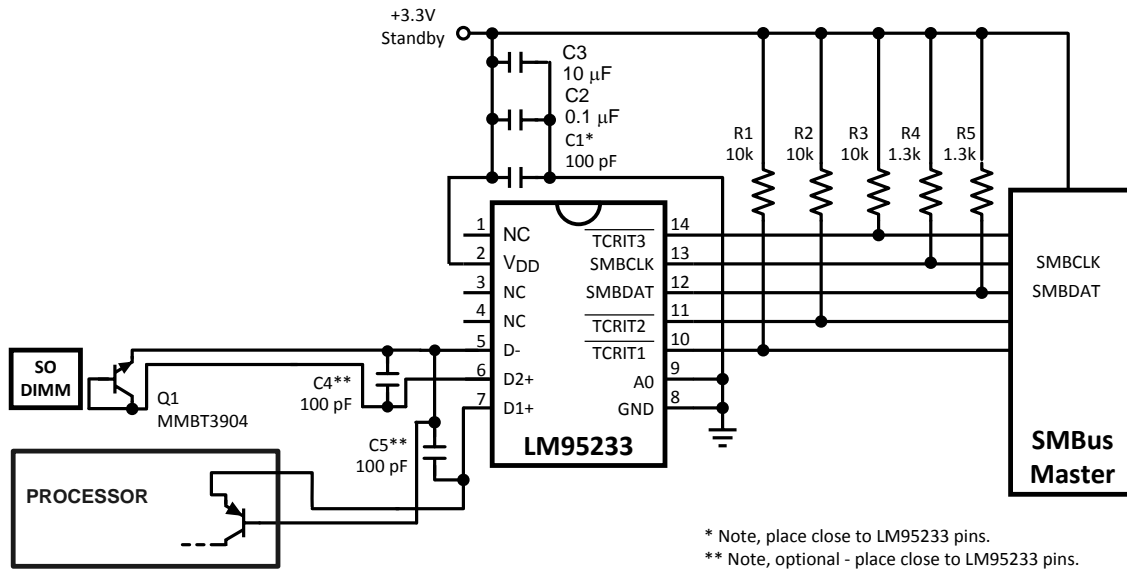 +3.3V
Standby
C3
10 μF
C2
0.1 μF
C1*
100 pF
R1
10k
R2
10k
R3
10k
R4
1.3k
R5
1.3k
1
NC
2
VDD
3
NC
4
NC
5
D-
6
D2+
7
D1+
14
TCRIT3
13
SMBCLK
12
SMBDAT
11
TCRIT2
10
TCRIT1
9
A0
8
GND
LM95233
SMBCLK
SMBDAT
SMBus
Master
SO
DIMM
Q1
MMBT3904
C4**
100 pF
C5**
100 pF
PROCESSOR
* Note, place close to LM95233 pins.
** Note, optional - place close to LM95233 pins.